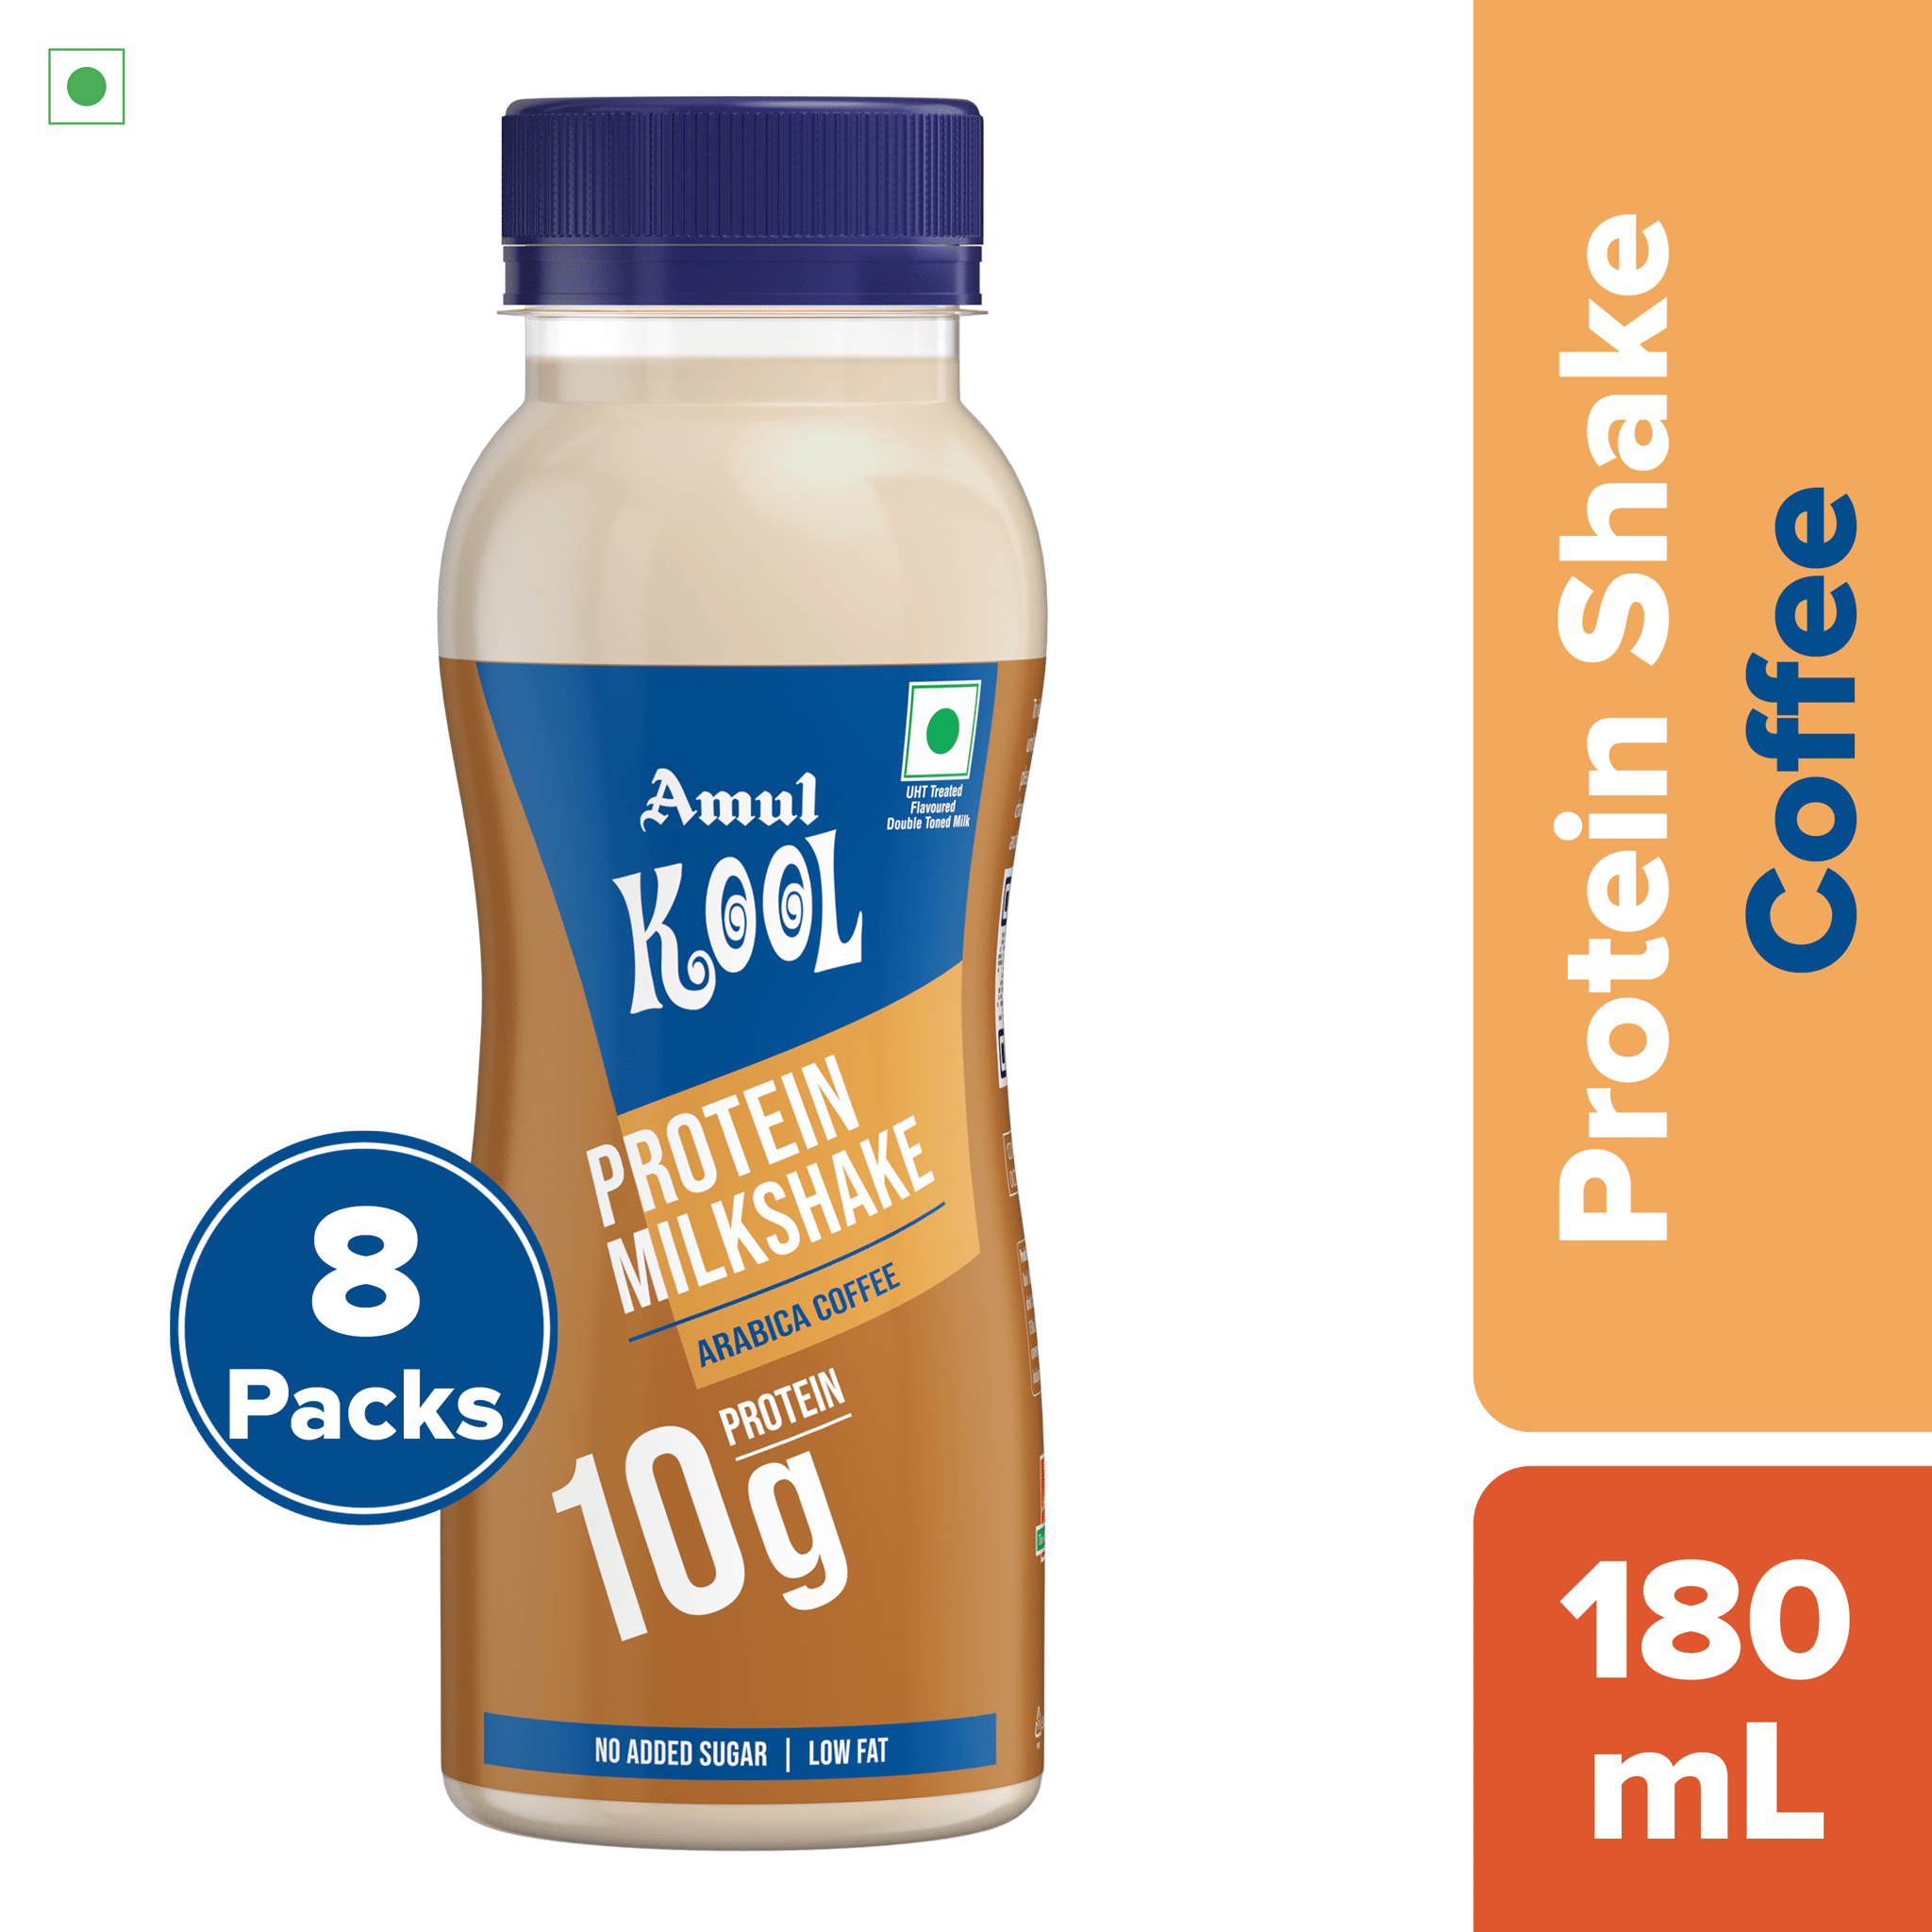 Amul
KOOL
UHT Treated
Flavoured
Double Toned Milk
PROTEIN
MILKSHAKE
ARABICA COFFEE
PROTEIN
10g
NO ADDED SUGAR | LOW FAT
8
Packs
Protein Shake
Coffee
180
mL